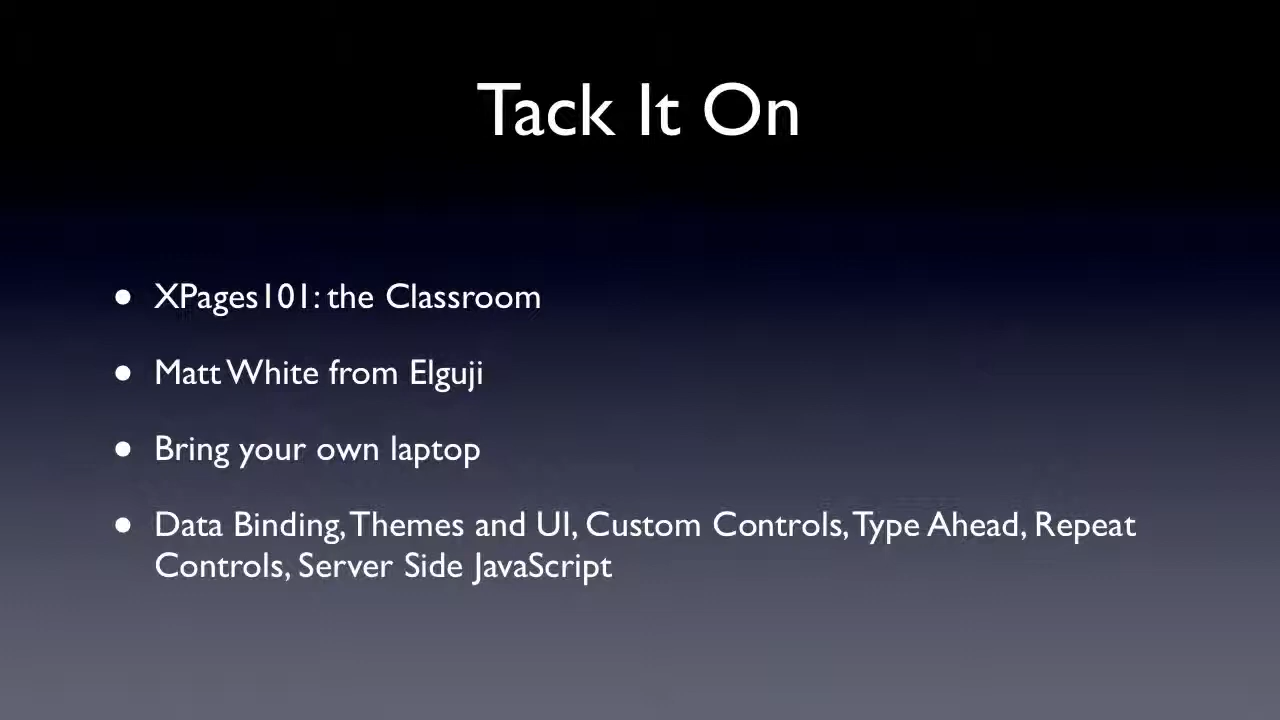 Tack It On
• XPages101: the Classroom
• Matt White from Elguji
• Bring your own laptop
• Data Binding, Themes and UI, Custom Controls, Type Ahead, Repeat
Controls, Server Side JavaScript